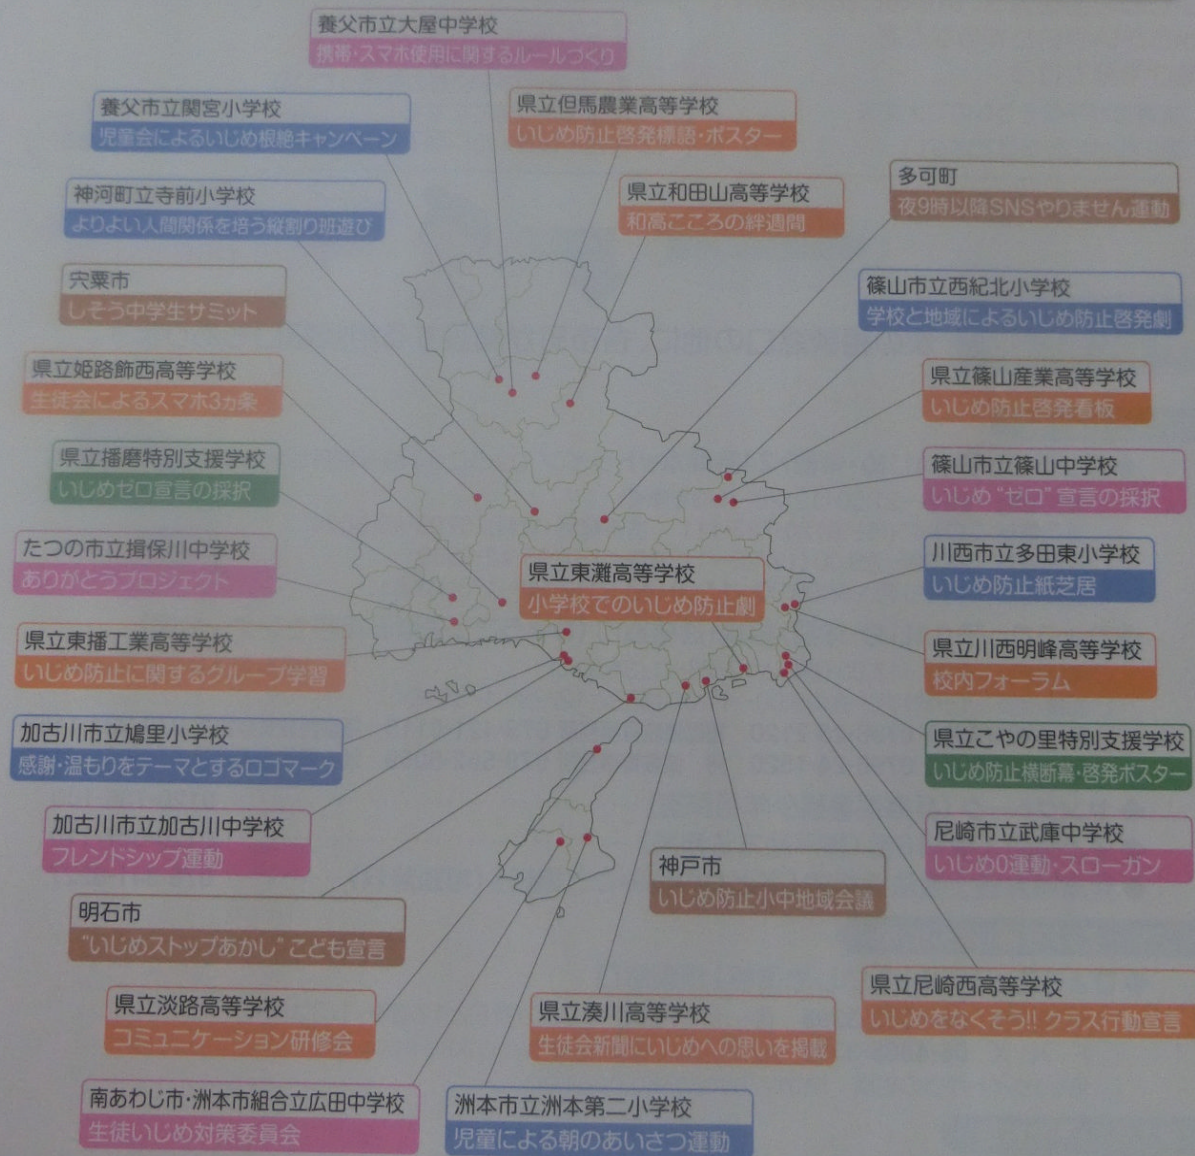 養父市立大屋中学校
携帯・スマホ使用に関するルールづくり
養父市立関宮小学校
児童会によるいじめ根絶キャンペーン
県立但馬農業高等学校
いじめ防止啓発標語・ポスター
神河町立寺前小学校
よりよい人間関係を培う縦割り班遊び
県立和田山高等学校
和高こころの絆週間
多可町
夜9時以降SNSやりません運動
宍粟市
しそう中学生サミット
篠山市立西紀北小学校
学校と地域によるいじめ防止啓発劇
県立姫路飾西高等学校
生徒会によるスマホ3ヵ条
県立篠山産業高等学校
いじめ防止啓発看板
県立播磨特別支援学校
いじめゼロ宣言の採択
篠山市立篠山中学校
いじめ“ゼロ”宣言の採択
たつの市立揖保川中学校
ありがとうプロジェクト
県立東灘高等学校
小学校でのいじめ防止劇
川西市立多田東小学校
いじめ防止紙芝居
県立東播工業高等学校
いじめ防止に関するグループ学習
県立川西明峰高等学校
校内フォーラム
加古川市立鳩里小学校
感謝・温もりをテーマとするロゴマーク
県立こやの里特別支援学校
いじめ防止横断幕・啓発ポスター
加古川市立加古川中学校
フレンドシップ運動
尼崎市立武庫中学校
いじめ0運動・スローガン
神戸市
いじめ防止小中地域会議
明石市
“いじめストップあかし”こども宣言
県立淡路高等学校
コミュニケーション研修会
県立湊川高等学校
生徒会新聞にいじめへの思いを掲載
県立尼崎西高等学校
いじめをなくそう!! クラス行動宣言
南あわじ市・洲本市組合立広田中学校
生徒いじめ対策委員会
洲本市立洲本第二小学校
児童による朝のあいさつ運動